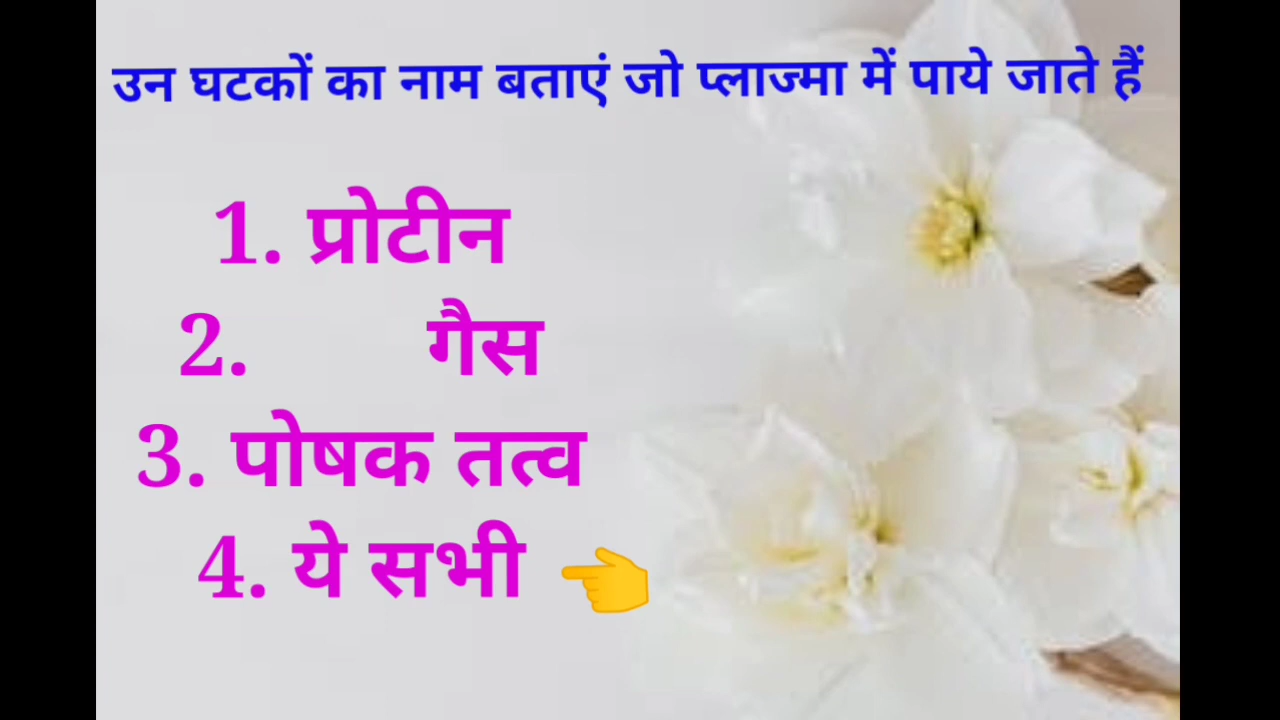 उन घटकों का नाम बताएं जो प्लाज्मा में पाये जाते हैं
1. प्रोटीन
2. गैस
3. पोषक तत्व
4. ये सभी